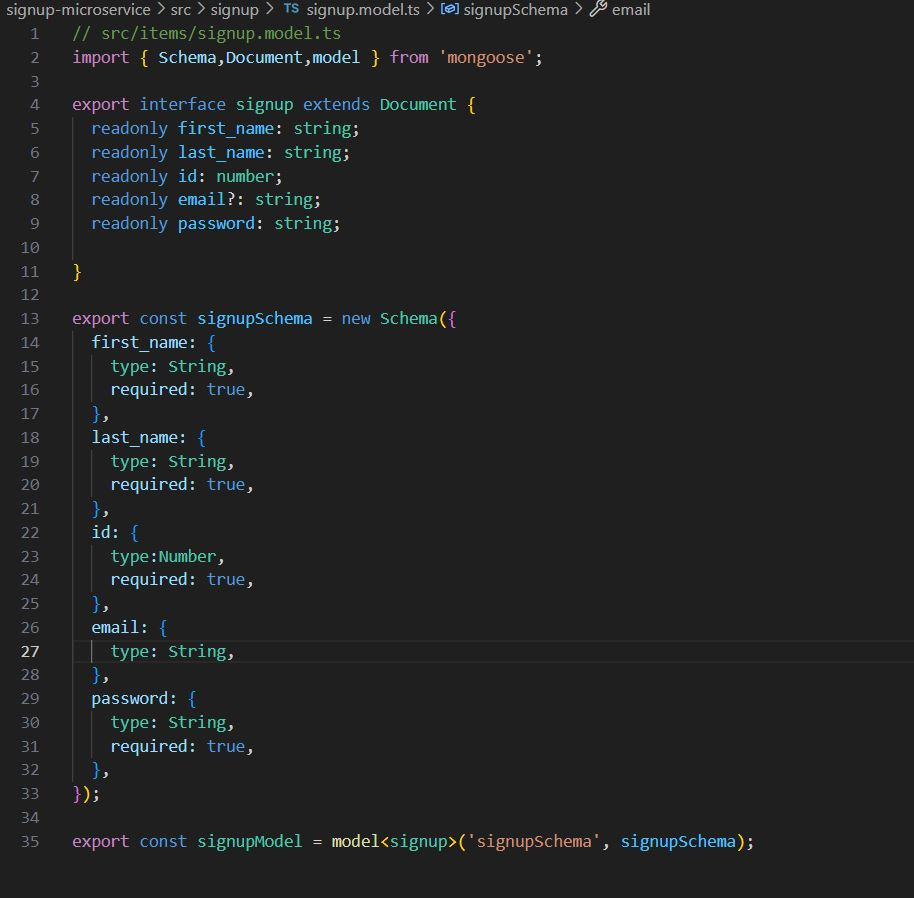 signup-microservice > src > signup > TS signup.model.ts > signupSchema > email
1 // src/items/signup.model.ts
2 import { Schema,Document,model } from 'mongoose';
3
4 export interface signup extends Document {
5 readonly first_name: string;
6 readonly last_name: string;
7 readonly id: number;
8 readonly email?: string;
9 readonly password: string;
10
11 }
12
13 export const signupSchema = new Schema({
14 first_name: {
15 type: String,
16 required: true,
17 },
18 last_name: {
19 type: String,
20 required: true,
21 },
22 id: {
23 type:Number,
24 required: true,
25 },
26 email: {
27 type: String,
28 },
29 password: {
30 type: String,
31 required: true,
32 },
33 });
34
35 export const signupModel = model<signup>('signupSchema', signupSchema);